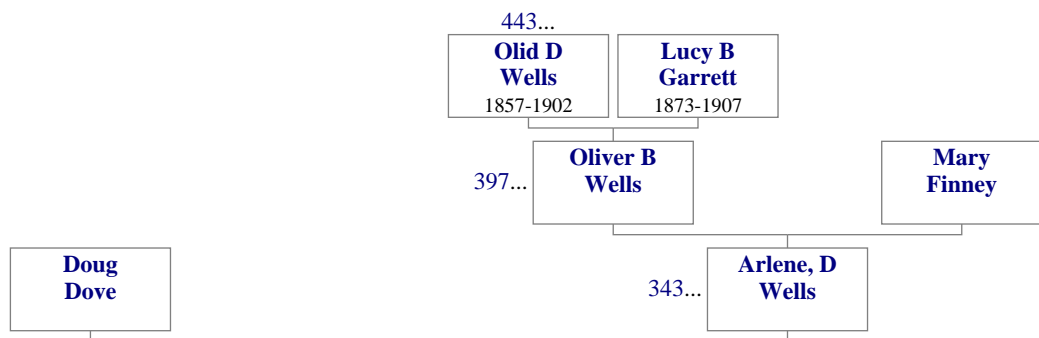 443...
Olid D
Wells
1857-1902
Lucy B
Garrett
1873-1907
397...
Oliver B
Wells
Mary
Finney
Doug
Dove
343...
Arlene, D
Wells